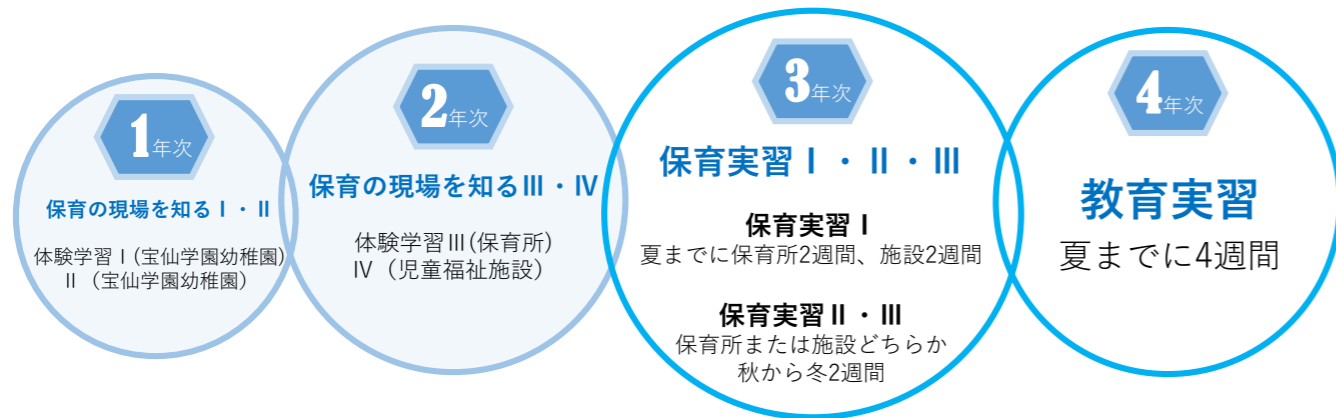 1年次
保育の現場を知るⅠ・Ⅱ
体験学習Ⅰ(宝仙学園幼稚園)
Ⅱ（宝仙学園幼稚園）
2年次
保育の現場を知るⅢ・Ⅳ
体験学習Ⅲ(保育所)
Ⅳ（児童福祉施設）
3年次
保育実習Ⅰ・Ⅱ・Ⅲ
保育実習Ⅰ
夏までに保育所2週間、施設2週間
保育実習Ⅱ・Ⅲ
保育所または施設どちらか
秋から冬2週間
4年次
教育実習
夏までに4週間